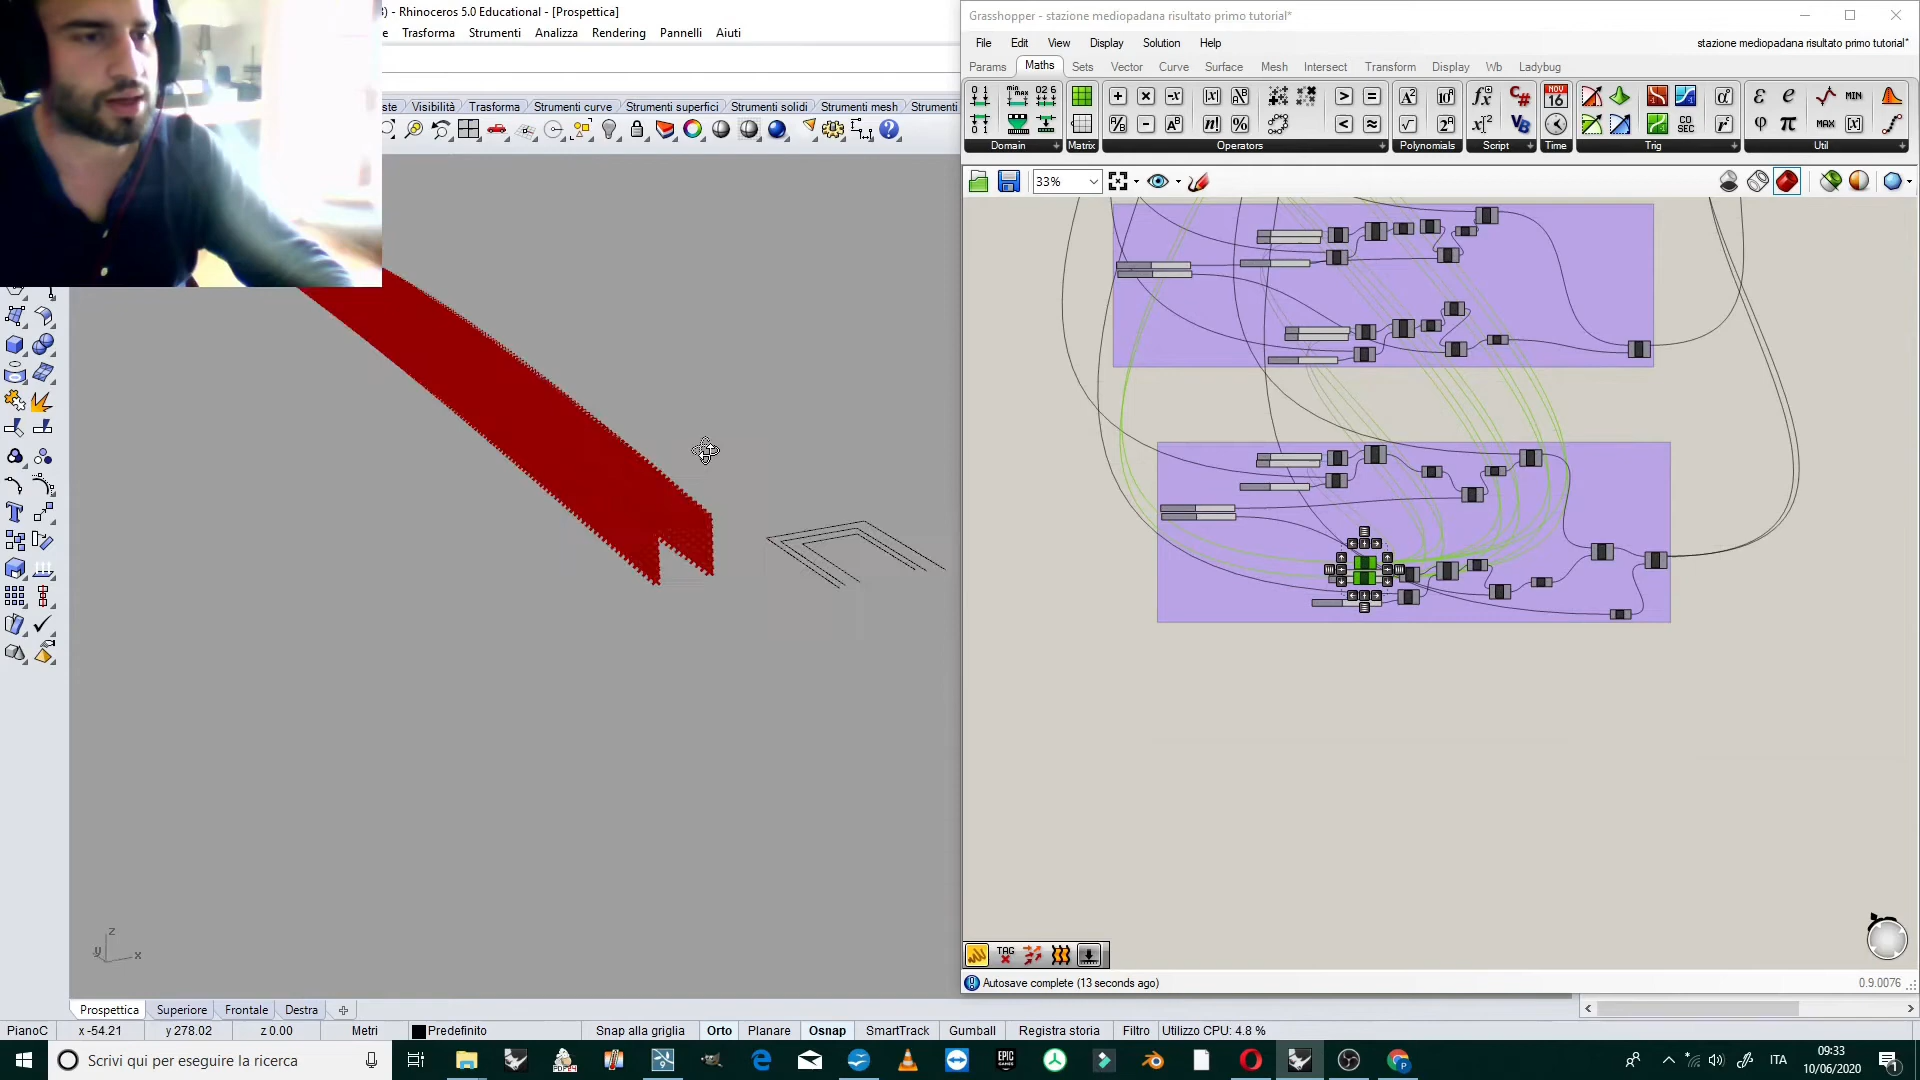 3) - Rhinoceros 5.0 Educational - [Prospettica]
e Trasforma Strumenti Analizza Rendering Pannelli Aiuti
ste Visibilità Trasforma Strumenti curve Strumenti superfici Strumenti solidi Strumenti mesh Strumenti
Grasshopper - stazione mediopadana risultato primo tutorial*
File Edit View Display Solution Help
stazione mediopadana risultato primo tutorial*
Params Maths Sets Vector Curve Surface Mesh Intersect Transform Display Wb Ladybug
Domain Matrix Operators Polynomials Script Time Trig Util
33%
TAG
Autosave complete (13 seconds ago)
0.9.0076
z
y
x
Prospettica Superiore Frontale Destra
PianoC x -54.21 y 278.02 z 0.00 Metri Predefinito Snap alla griglia Orto Planare Osnap SmartTrack Gumball Registra storia Filtro Utilizzo CPU: 4.8 %
Scrivi qui per eseguire la ricerca
ITA
09:33
10/06/2020
1